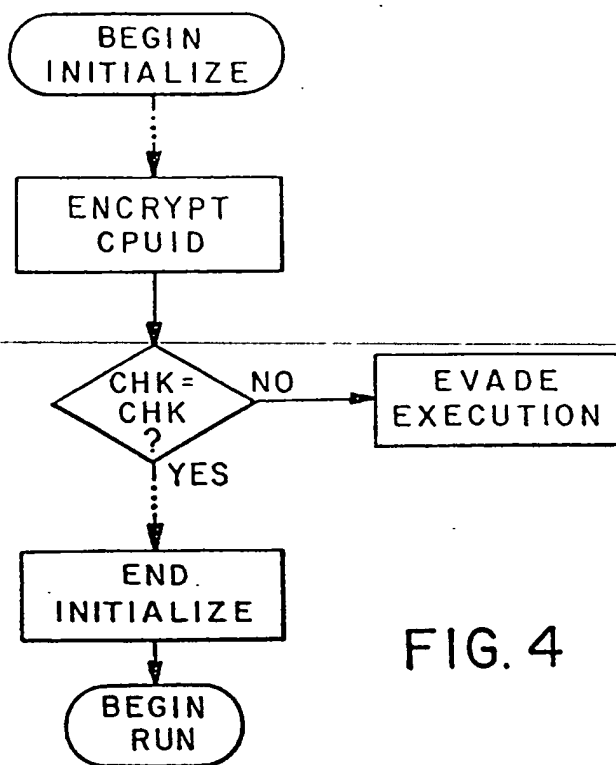 BEGIN
INITIALIZE
ENCRYPT
CPUID
CHK =
CHK
?
NO
EVADE
EXECUTION
YES
END
INITIALIZE
BEGIN
RUN
FIG. 4